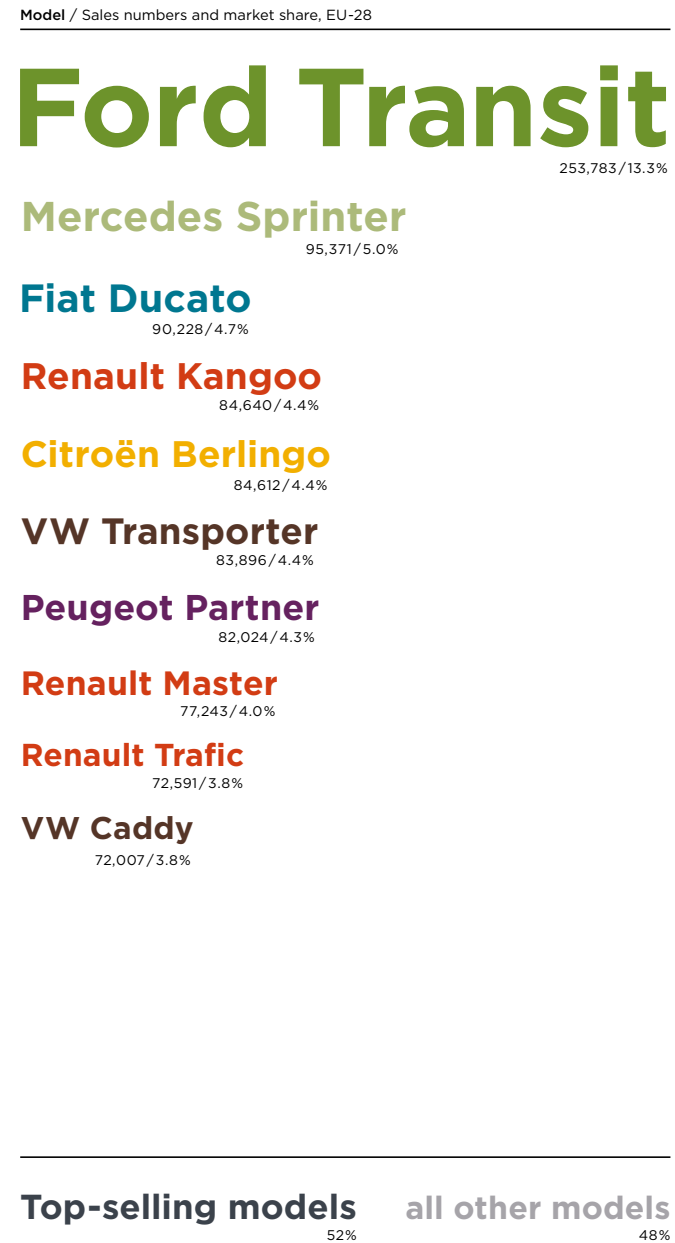 Model / Sales numbers and market share, EU-28
Ford Transit
253,783/13.3%
Mercedes Sprinter
95,371/5.0%
Fiat Ducato
90,228/4.7%
Renault Kangoo
84,640/4.4%
Citroën Berlingo
84,612/4.4%
VW Transporter
83,896/4.4%
Peugeot Partner
82,024/4.3%
Renault Master
77,243/4.0%
Renault Trafic
72,591/3.8%
VW Caddy
72,007/3.8%
Top-selling models all other models
52% 48%